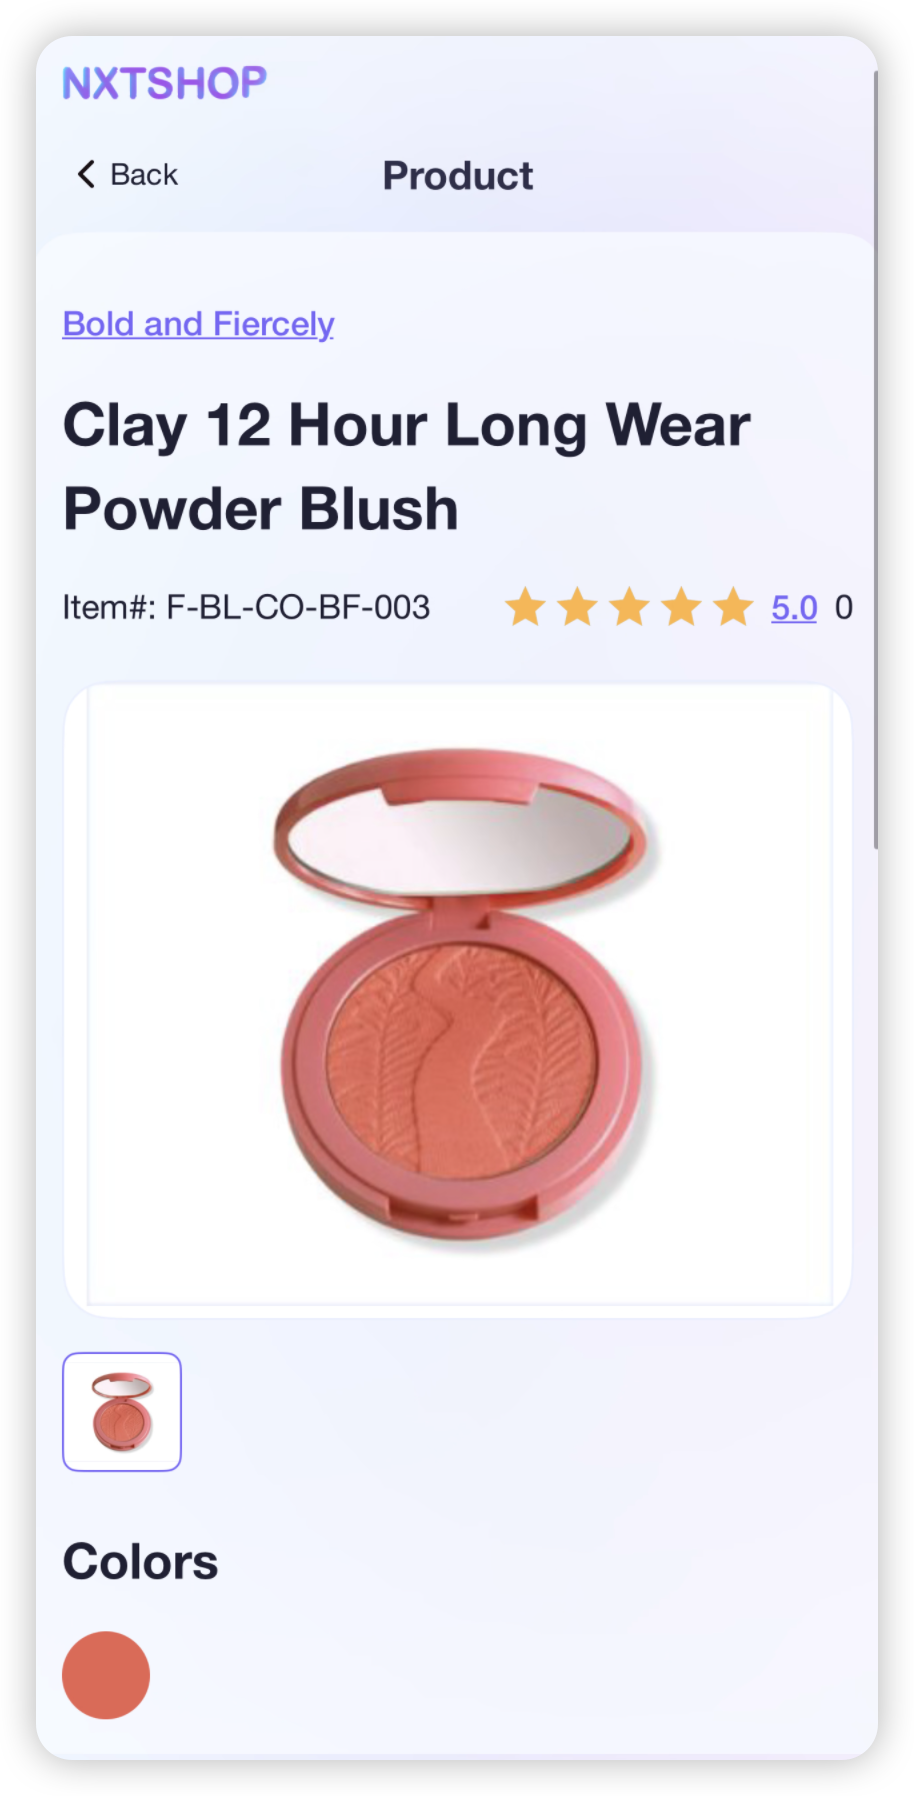 NXTSHOP
Back
Product
Bold and Fiercely
Clay 12 Hour Long Wear
Powder Blush
Item#: F-BL-CO-BF-003
5.0 0
Colors